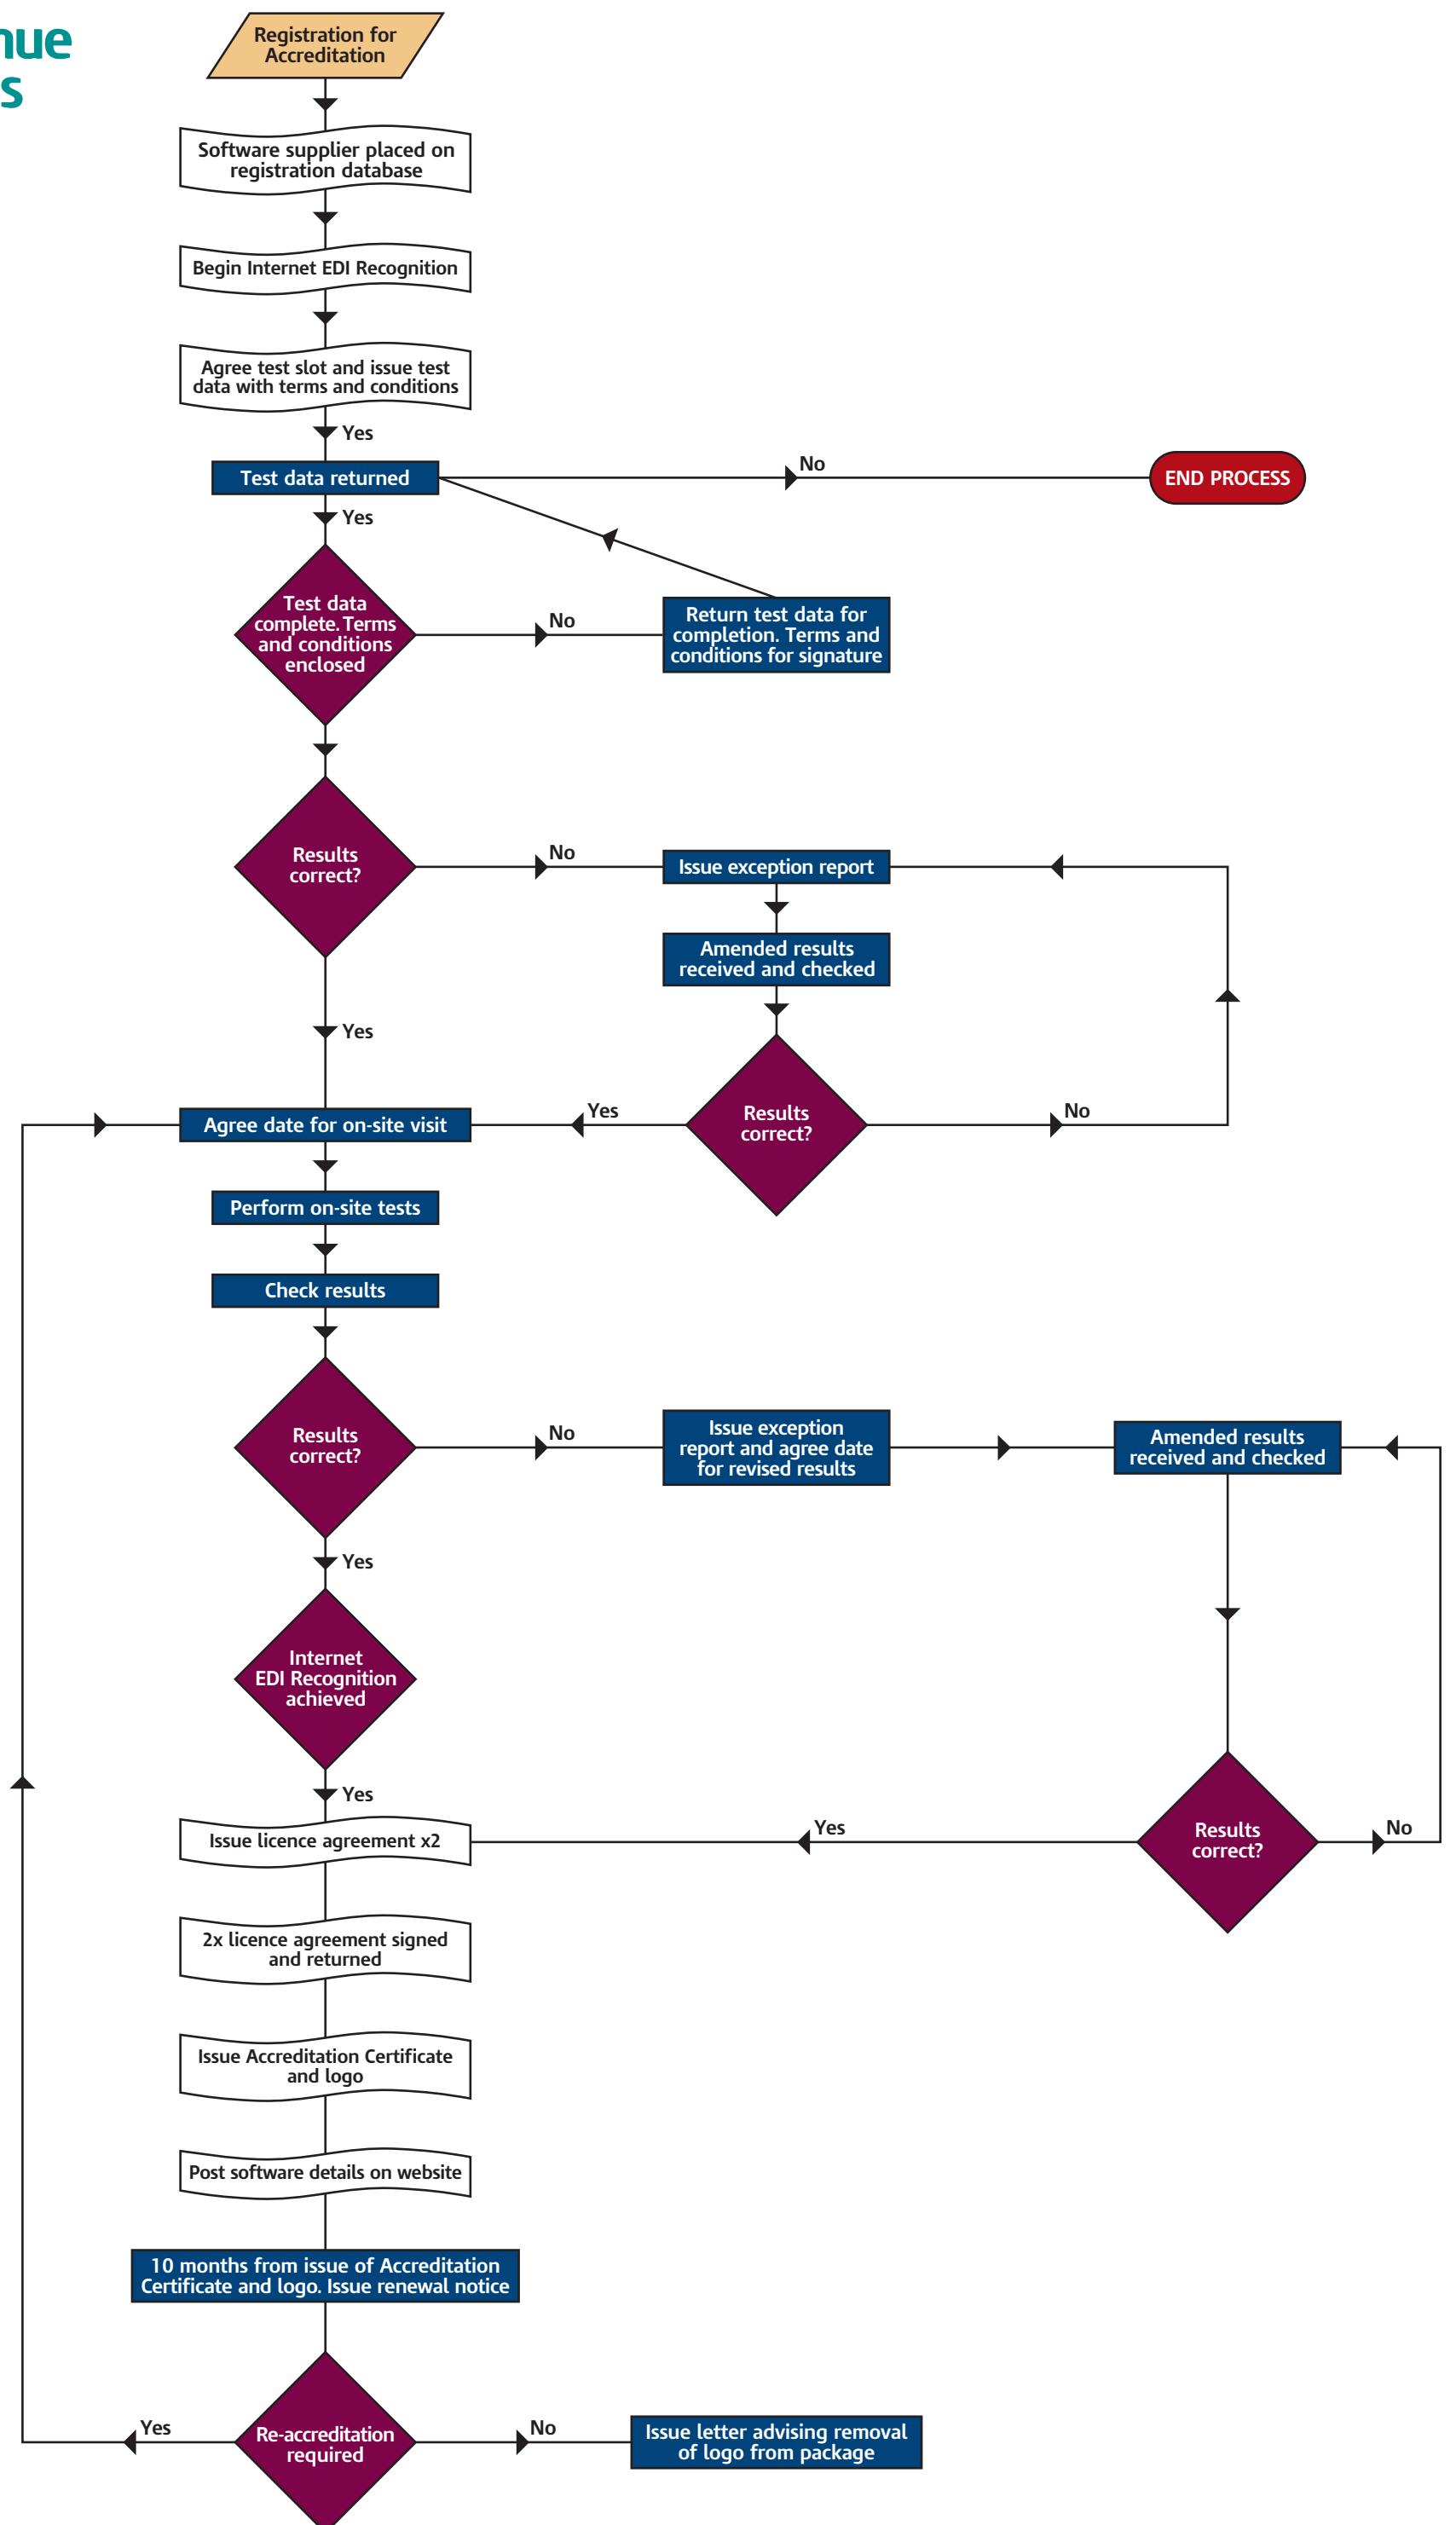 nue
s
Registration for
Accreditation
Software supplier placed on
registration database
Begin Internet EDI Recognition
Agree test slot and issue test
data with terms and conditions
Yes
Test data returned
No
END PROCESS
Yes
Test data
complete. Terms
and conditions
enclosed
No
Return test data for
completion. Terms and
conditions for signature
Results
correct?
No
Issue exception report
Amended results
received and checked
Yes
Agree date for on-site visit
Yes
Results
correct?
No
Perform on-site tests
Check results
Results
correct?
No
Issue exception
report and agree date
for revised results
Amended results
received and checked
Yes
Internet
EDI Recognition
achieved
Yes
Issue licence agreement x2
Yes
Results
correct?
No
2x licence agreement signed
and returned
Issue Accreditation Certificate
and logo
Post software details on website
10 months from issue of Accreditation
Certificate and logo. Issue renewal notice
Yes
Re-accreditation
required
No
Issue letter advising removal
of logo from package